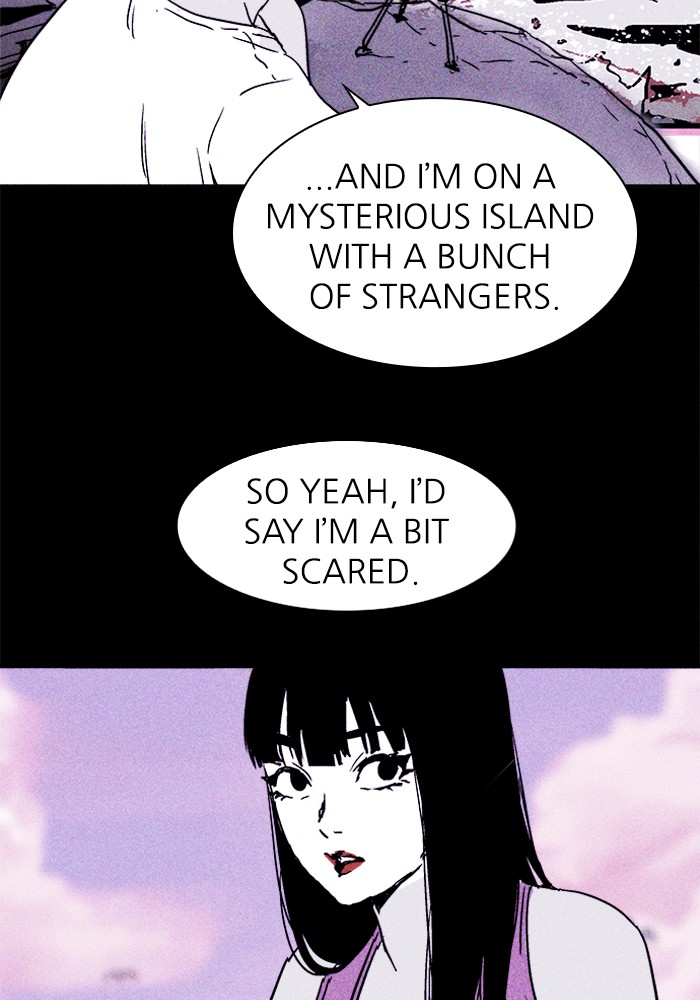 ...AND I'M ON A
MYSTERIOUS ISLAND
WITH A BUNCH
OF STRANGERS.
SO YEAH, I'D
SAY I'M A BIT
SCARED.